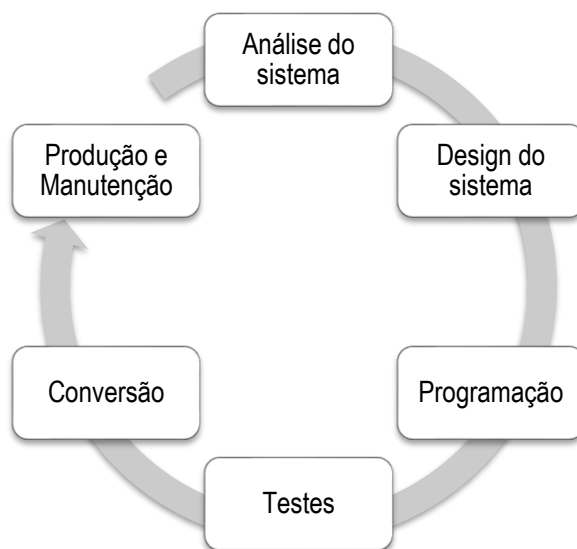 Análise do
sistema
Design do
sistema
Programação
Testes
Conversão
Produção e
Manutenção